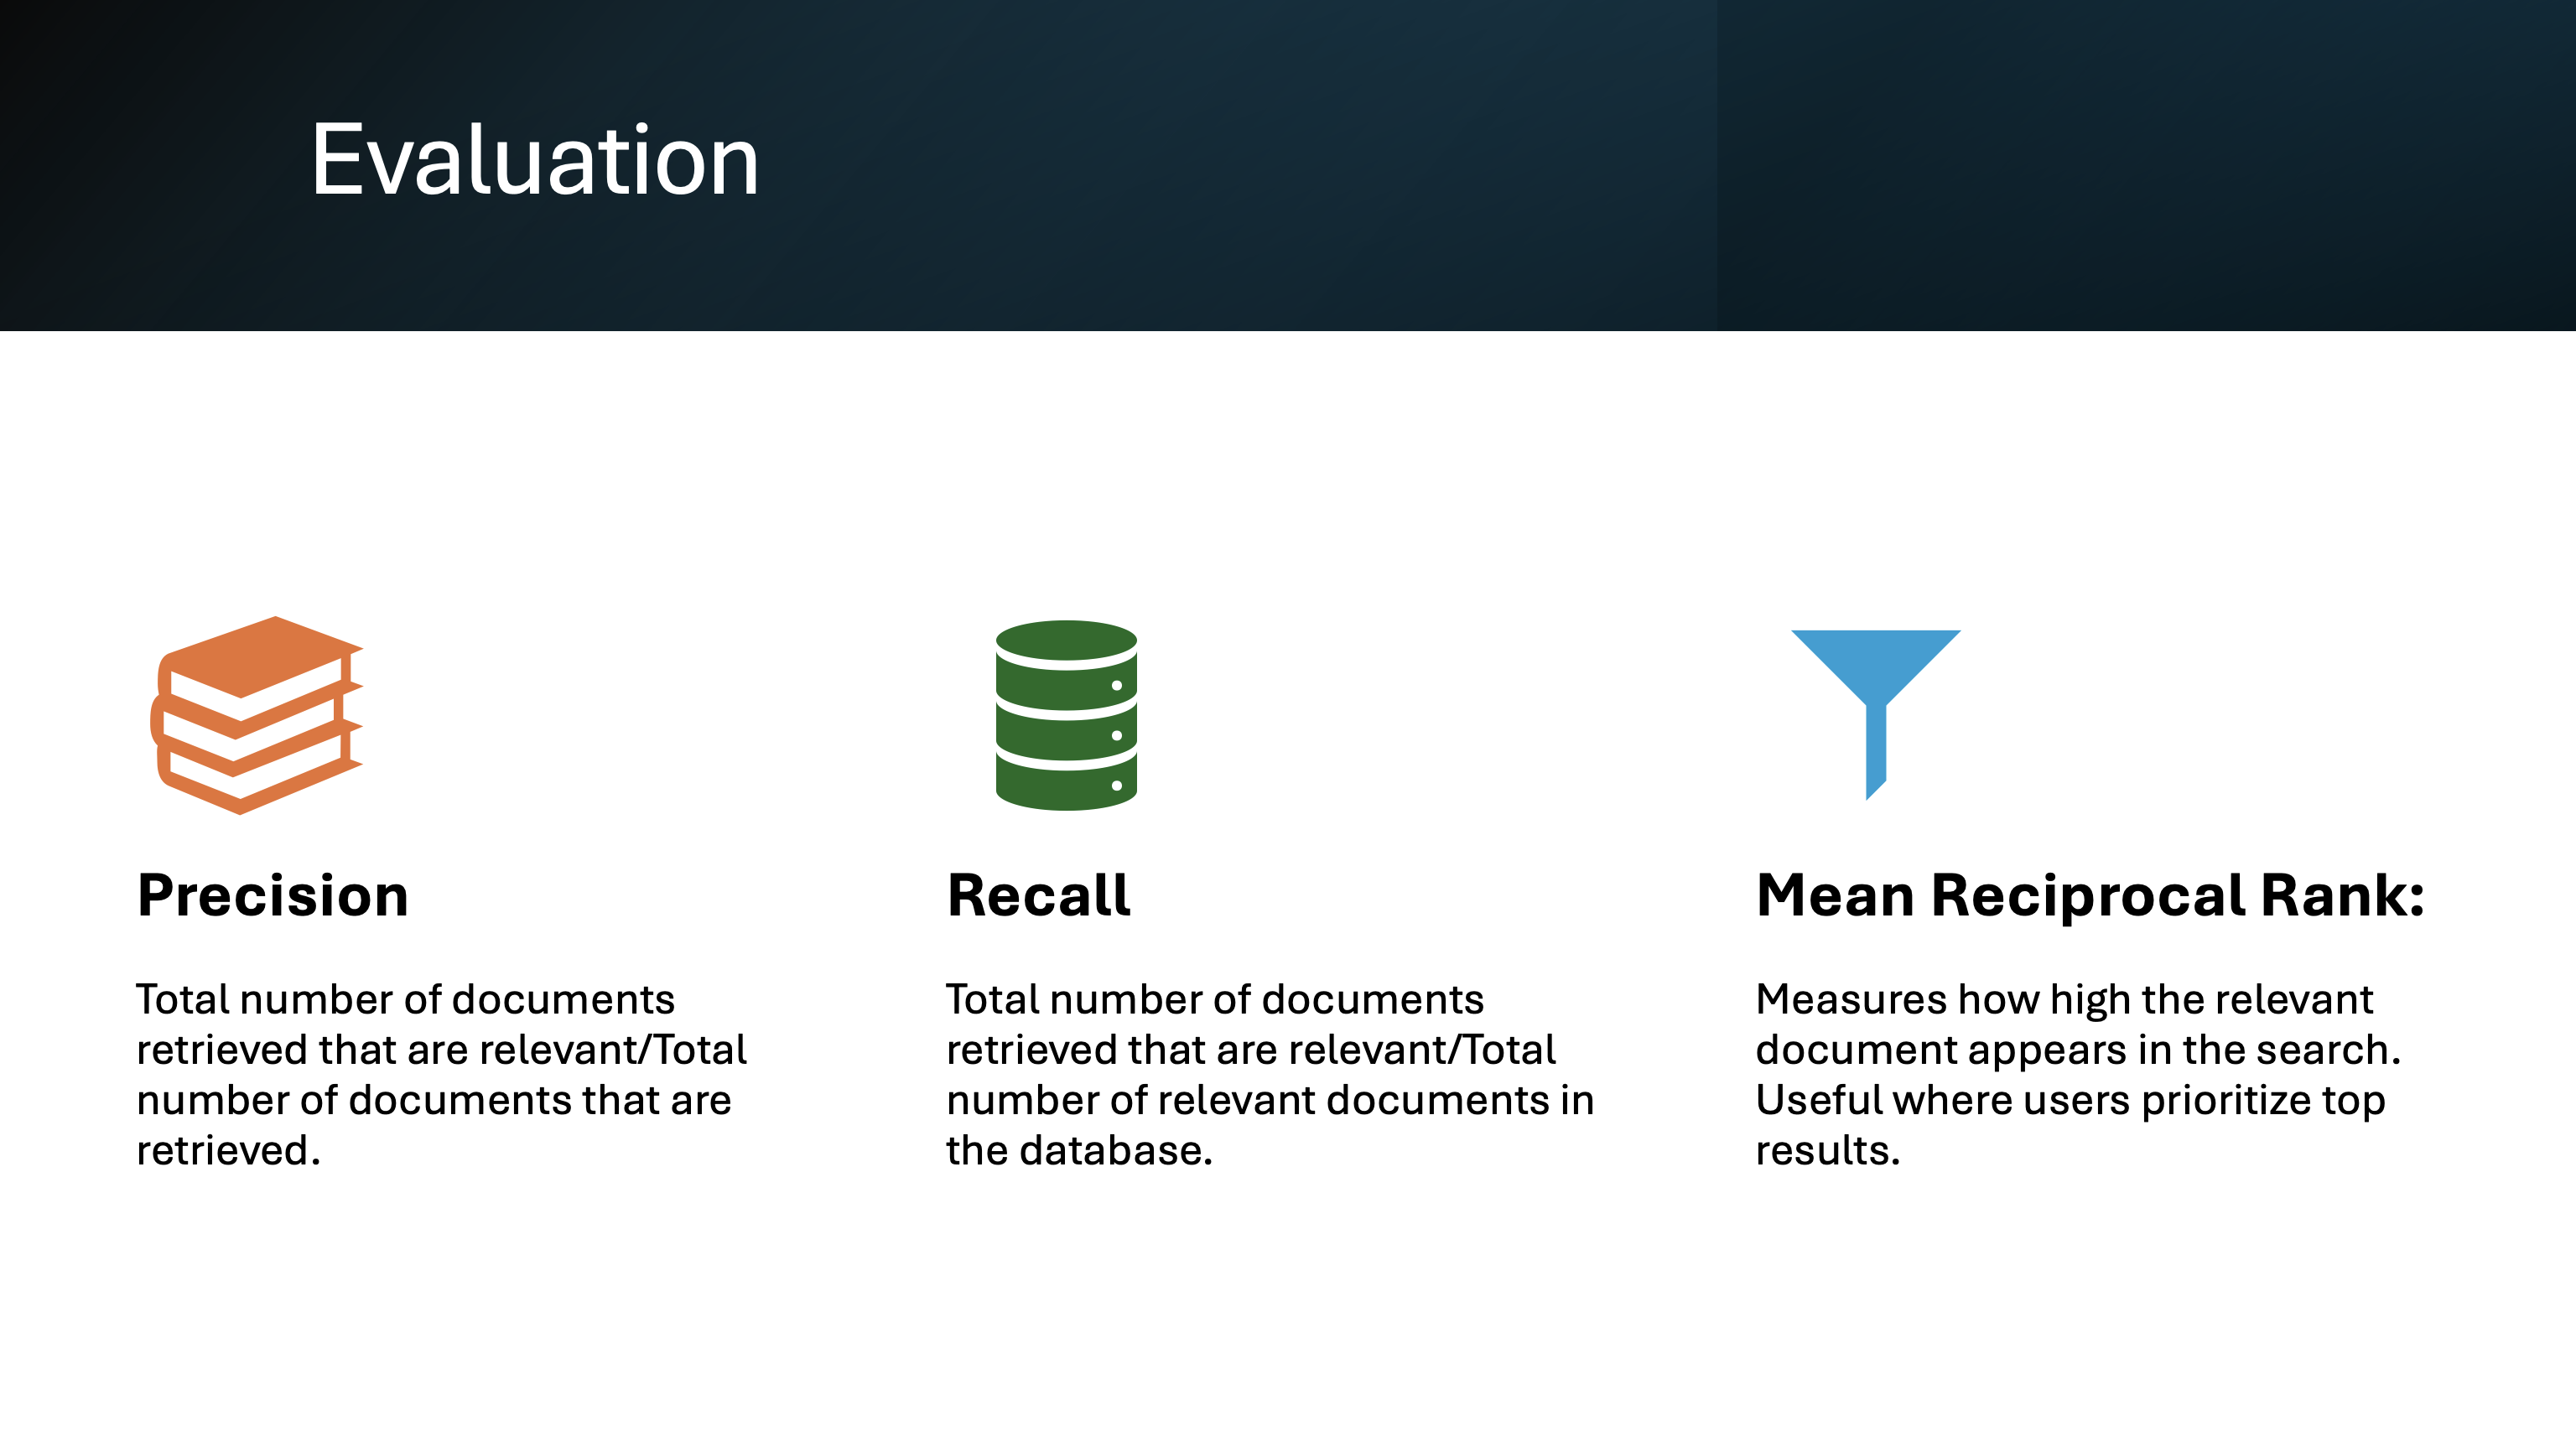 Evaluation
Precision
Total number of documents
retrieved that are relevant/Total
number of documents that are
retrieved.
Recall
Total number of documents
retrieved that are relevant/Total
number of relevant documents in
the database.
Mean Reciprocal Rank:
Measures how high the relevant
document appears in the search.
Useful where users prioritize top
results.